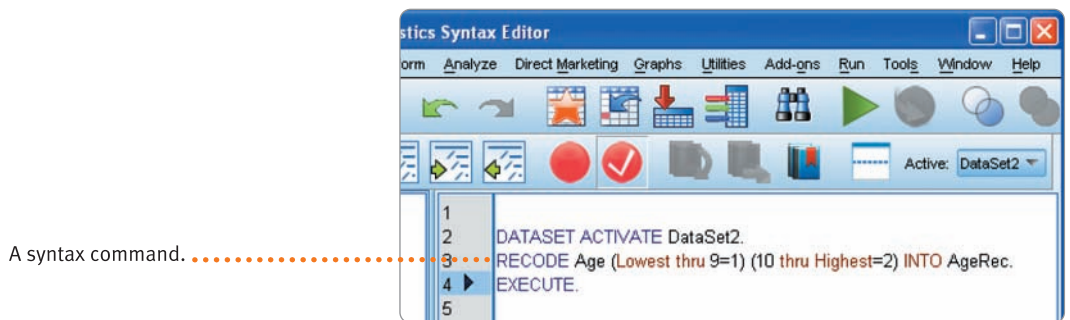 stics Syntax Editor
orm Analyze Direct Marketing Graphs Utilities Add-ons Run Tools Window Help
Active: DataSet2
1
2 DATASET ACTIVATE DataSet2.
A syntax command.
3 RECODE Age (Lowest thru 9=1) (10 thru Highest=2) INTO AgeRec.
4 EXECUTE.
5